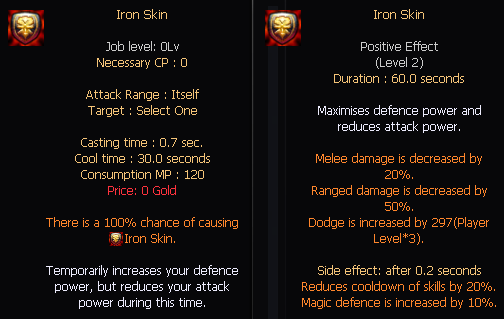 Iron Skin
Job level: 0Lv
Necessary CP : 0
Attack Range : Itself
Target : Select One
Casting time : 0.7 sec.
Cool time : 30.0 seconds
Consumption MP : 120
Price: 0 Gold
There is a 100% chance of causing
Iron Skin.
Temporarily increases your defence
power, but reduces your attack
power during this time.
Iron Skin
Positive Effect
(Level 2)
Duration : 60.0 seconds
Maximises defence power and
reduces attack power.
Melee damage is decreased by
20%.
Ranged damage is decreased by
50%.
Dodge is increased by 297(Player
Level*3).
Side effect: after 0.2 seconds
Reduces cooldown of skills by 20%.
Magic defence is increased by 10%.